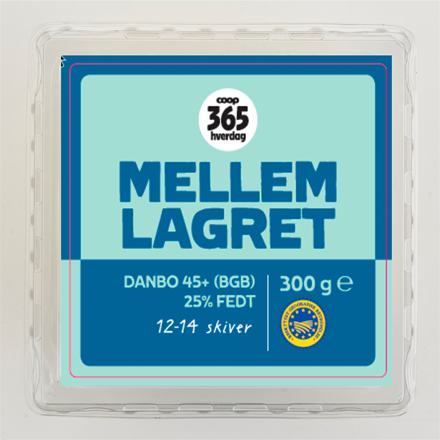 coop
365
hverdag
MELLEM
LAGRET
DANBO 45+ (BGB)
25% FEDT
12-14 skiver
300 g ℮